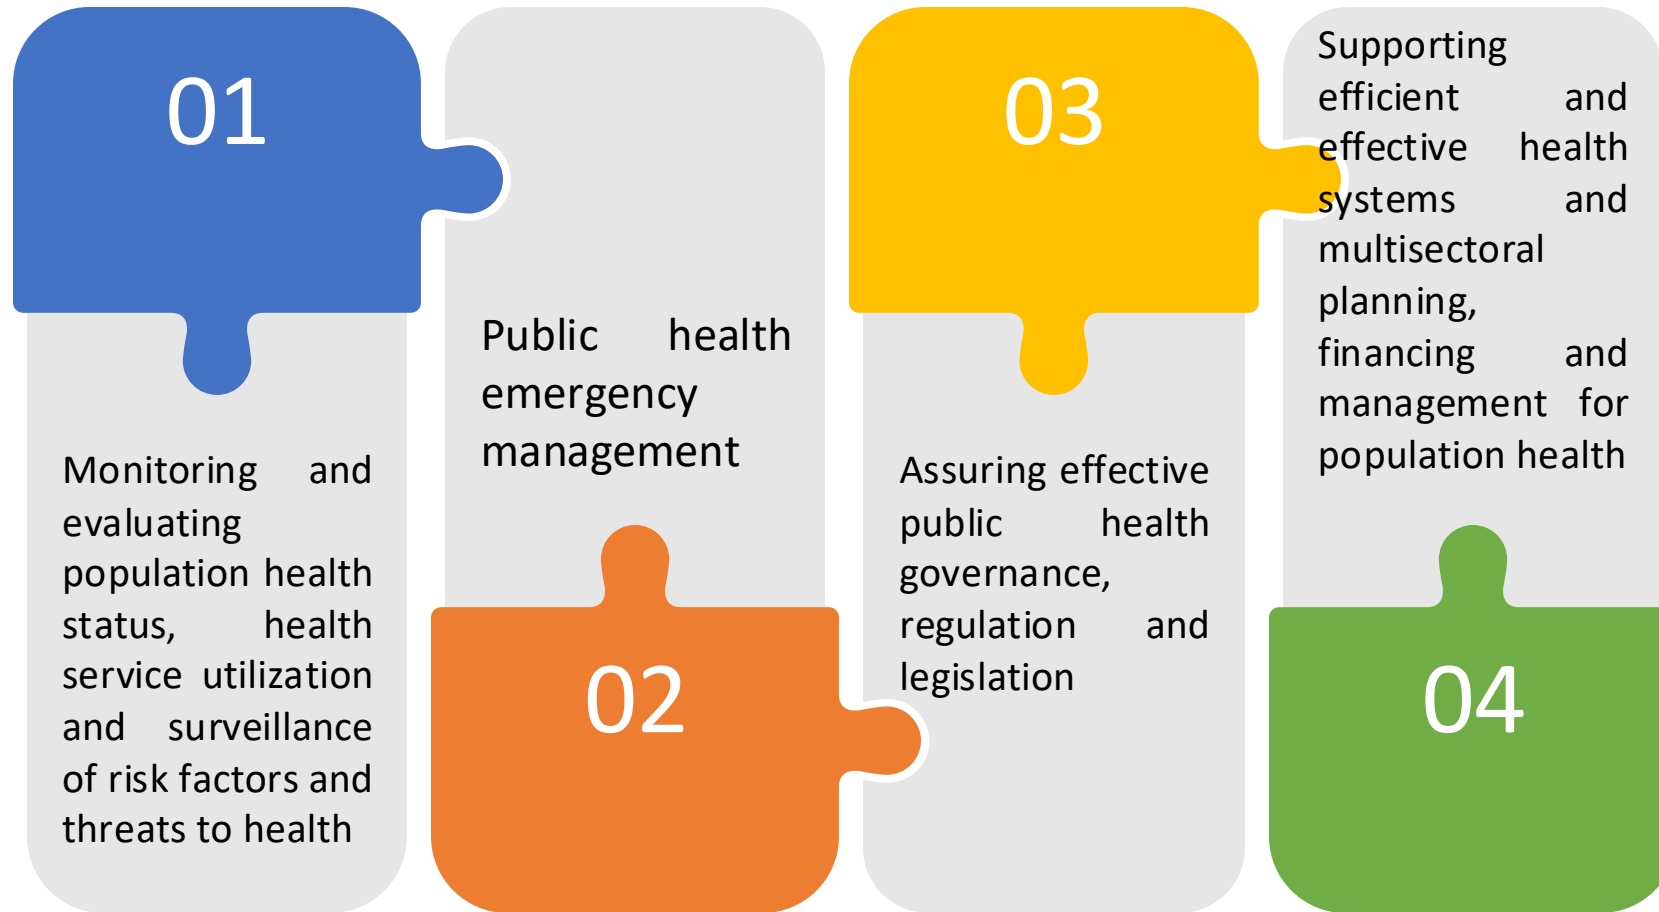 01
Monitoring and
evaluating
population health
status, health
service utilization
and surveillance
of risk factors and
threats to health
Public health
emergency
management
02
03
Assuring effective
public health
governance,
regulation and
legislation
Supporting
efficient and
effective health
systems and
multisectoral
planning,
financing and
management for
population health
04